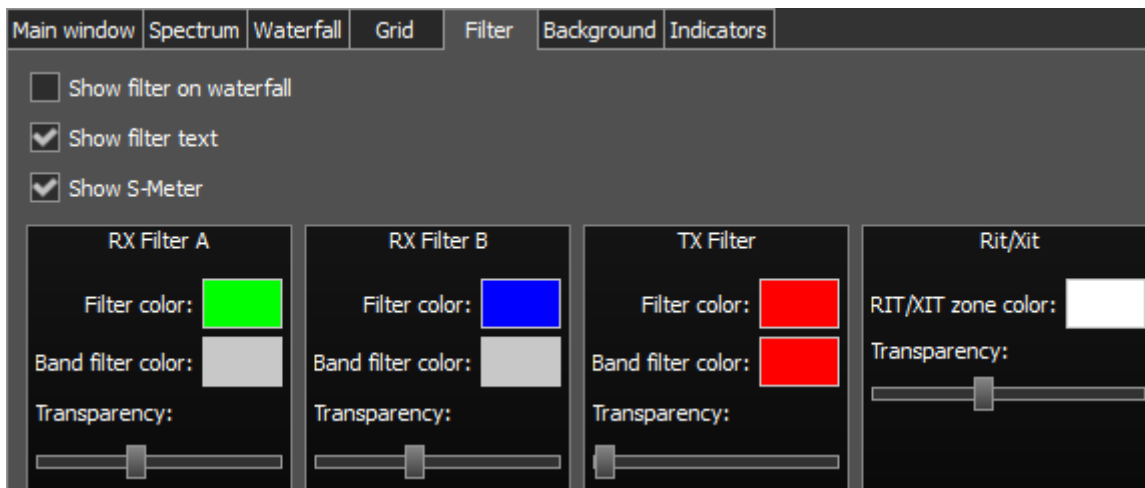 Main window Spectrum Waterfall Grid Filter Background Indicators
Show filter on waterfall
Show filter text
Show S-Meter
RX Filter A
Filter color:
Band filter color:
Transparency:
RX Filter B
Filter color:
Band filter color:
Transparency:
TX Filter
Filter color:
Band filter color:
Transparency:
Rit/Xit
RIT/XIT zone color:
Transparency: